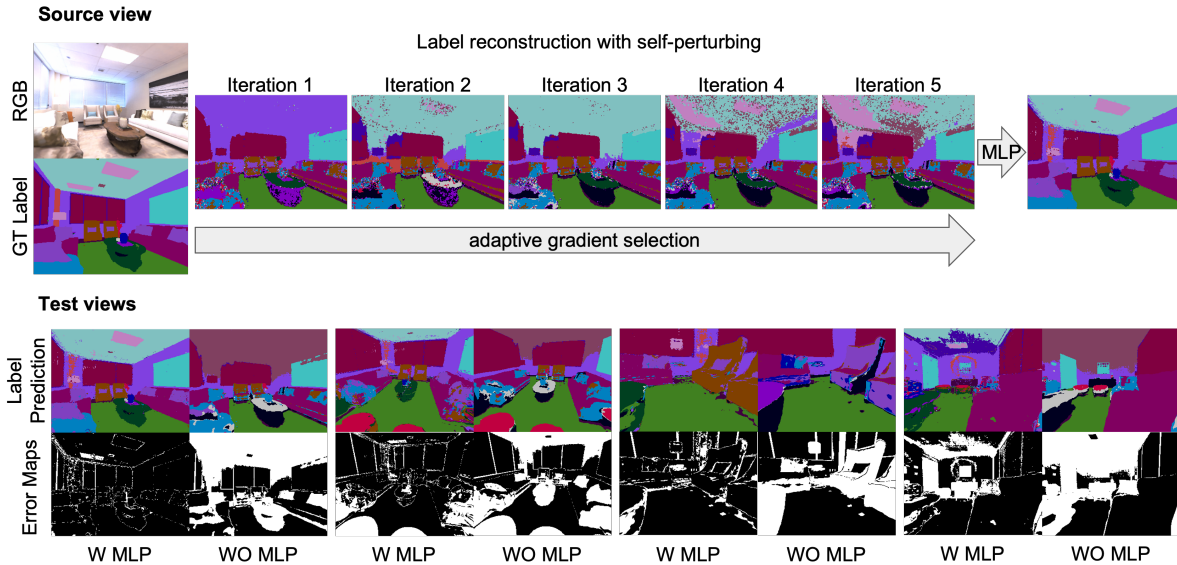 Source view
Label reconstruction with self-perturbing
RGB
GT Label
Iteration 1
Iteration 2
Iteration 3
Iteration 4
Iteration 5
MLP
adaptive gradient selection
Test views
Label
Prediction
Error Maps
W MLP
WO MLP
W MLP
WO MLP
W MLP
WO MLP
W MLP
WO MLP